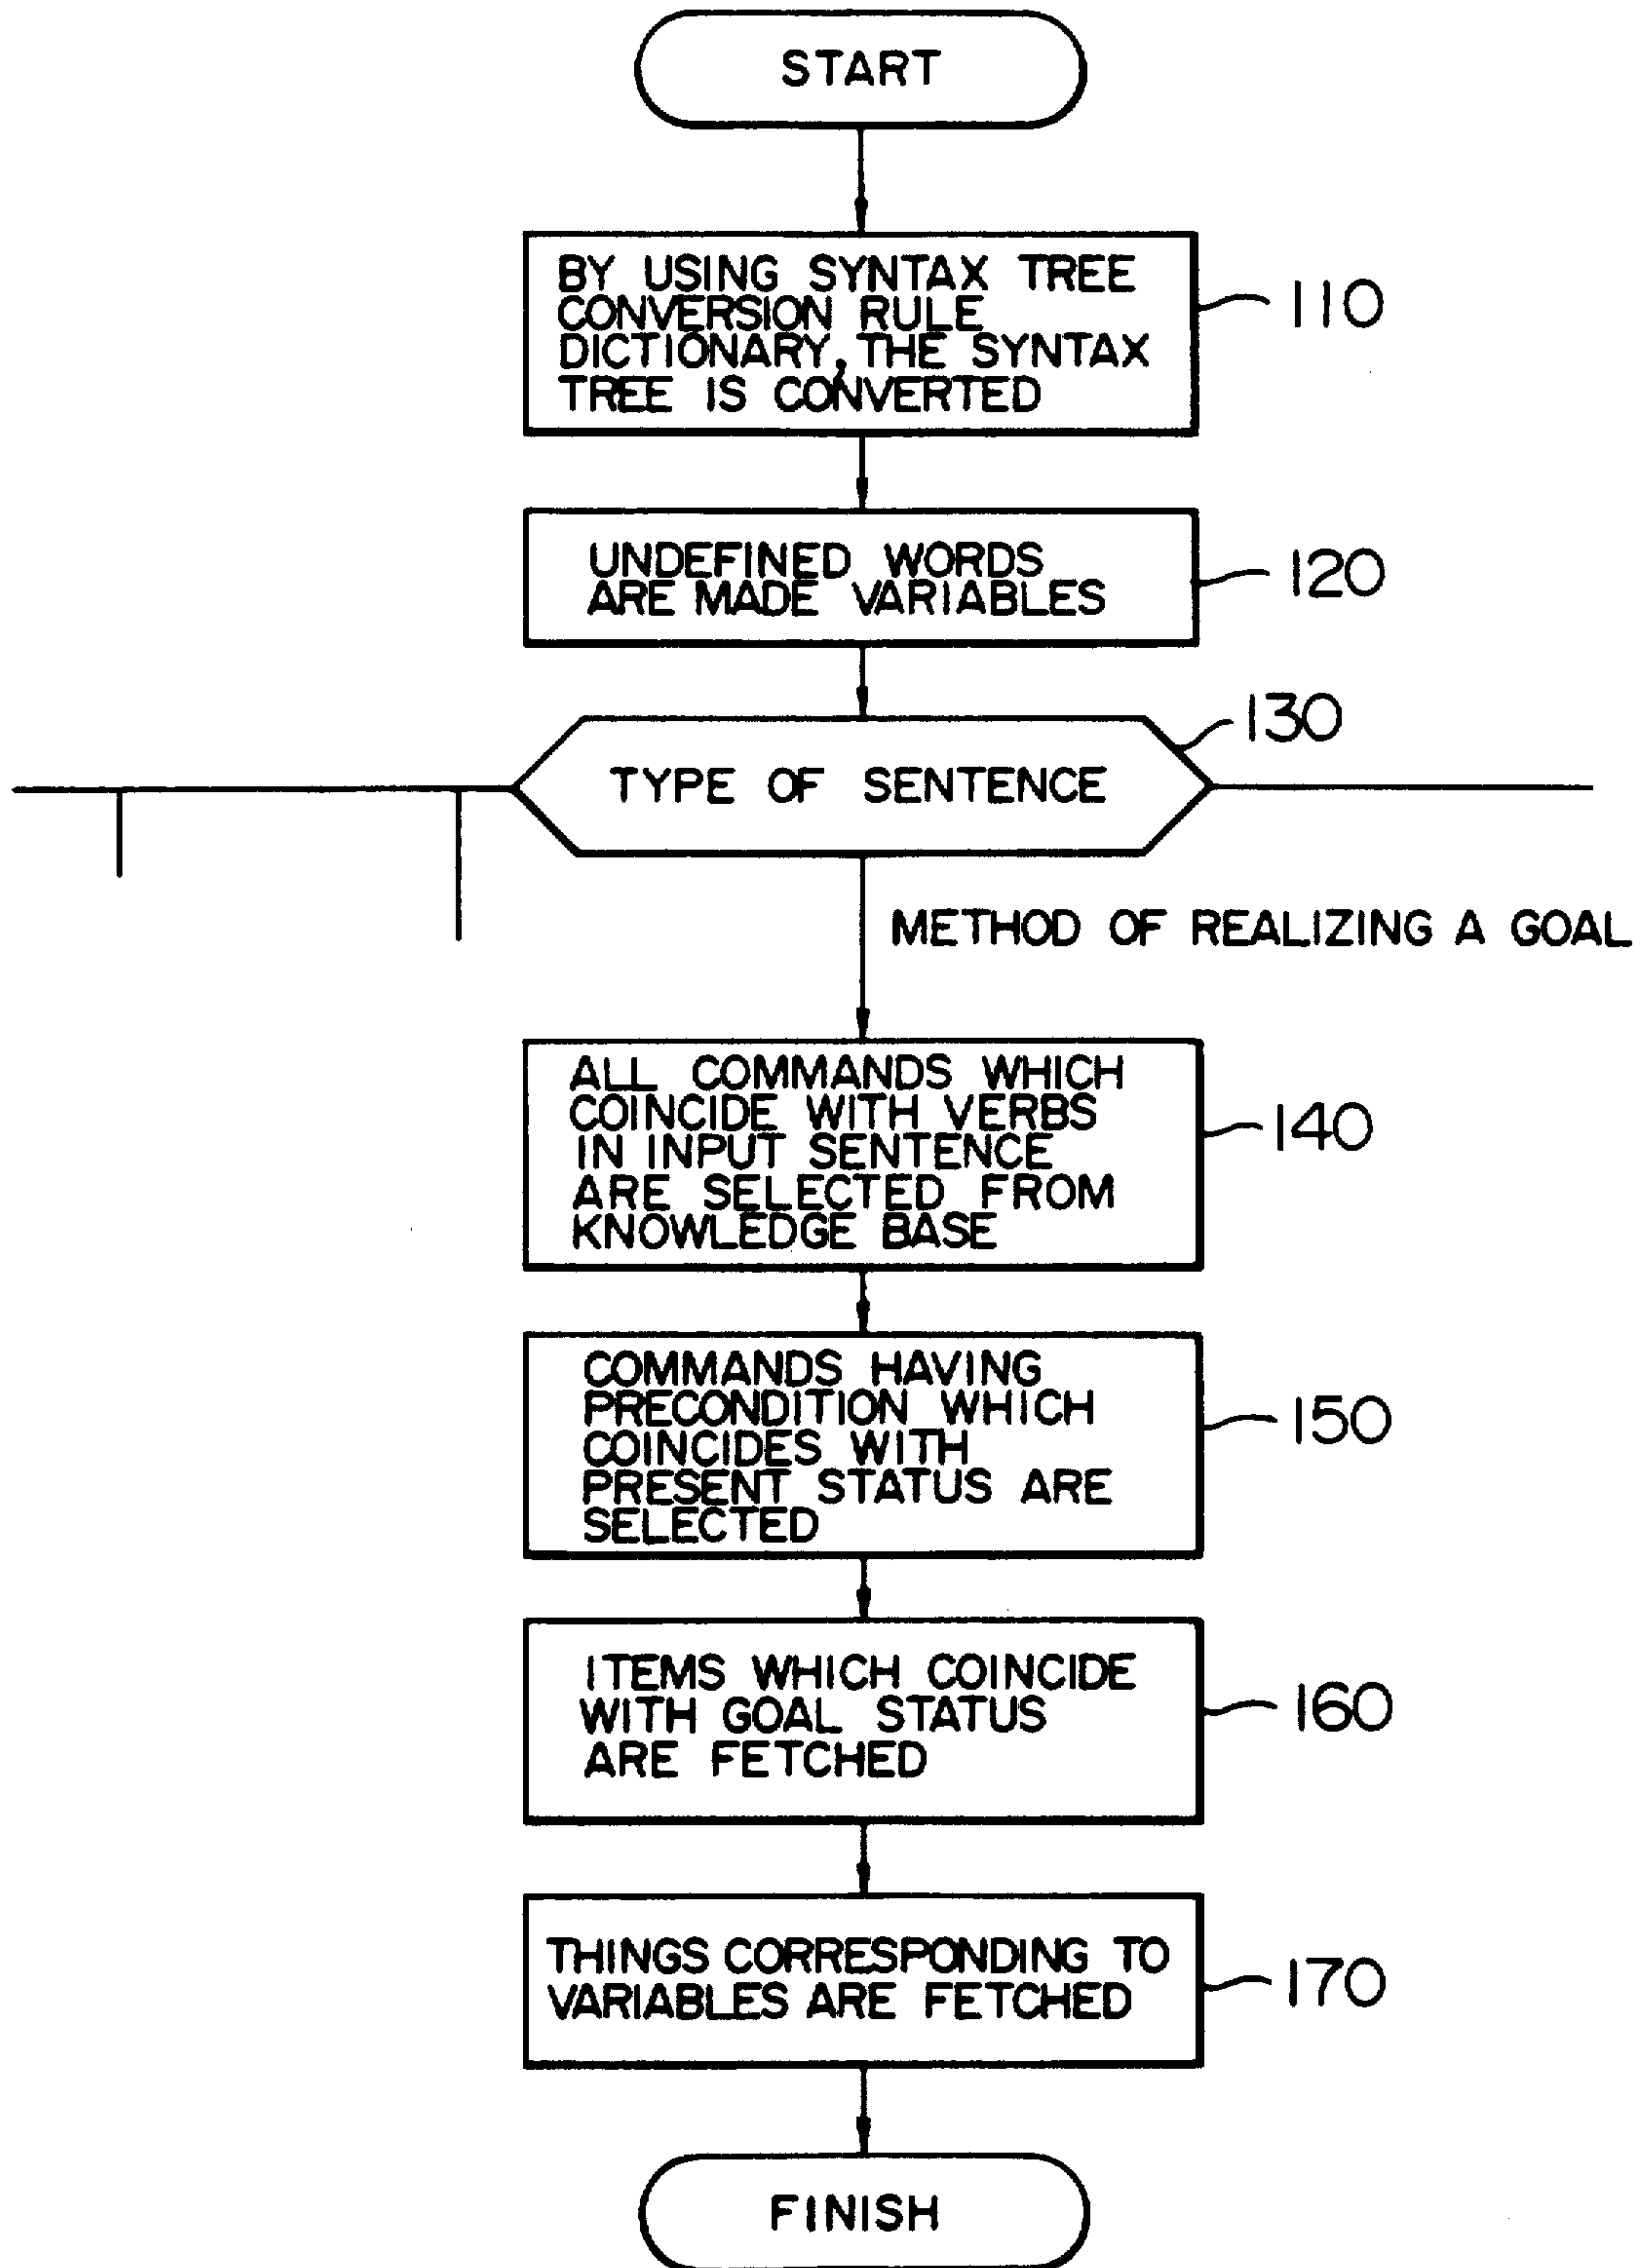 START
BY USING SYNTAX TREE
CONVERSION RULE
DICTIONARY, THE SYNTAX
TREE IS CONVERTED
110
UNDEFINED WORDS
ARE MADE VARIABLES
120
130
TYPE OF SENTENCE
METHOD OF REALIZING A GOAL
ALL COMMANDS WHICH
COINCIDE WITH VERBS
IN INPUT SENTENCE
ARE SELECTED FROM
KNOWLEDGE BASE
140
COMMANDS HAVING
PRECONDITION WHICH
COINCIDES WITH
PRESENT STATUS ARE
SELECTED
150
ITEMS WHICH COINCIDE
WITH GOAL STATUS
ARE FETCHED
160
THINGS CORRESPONDING TO
VARIABLES ARE FETCHED
170
FINISH